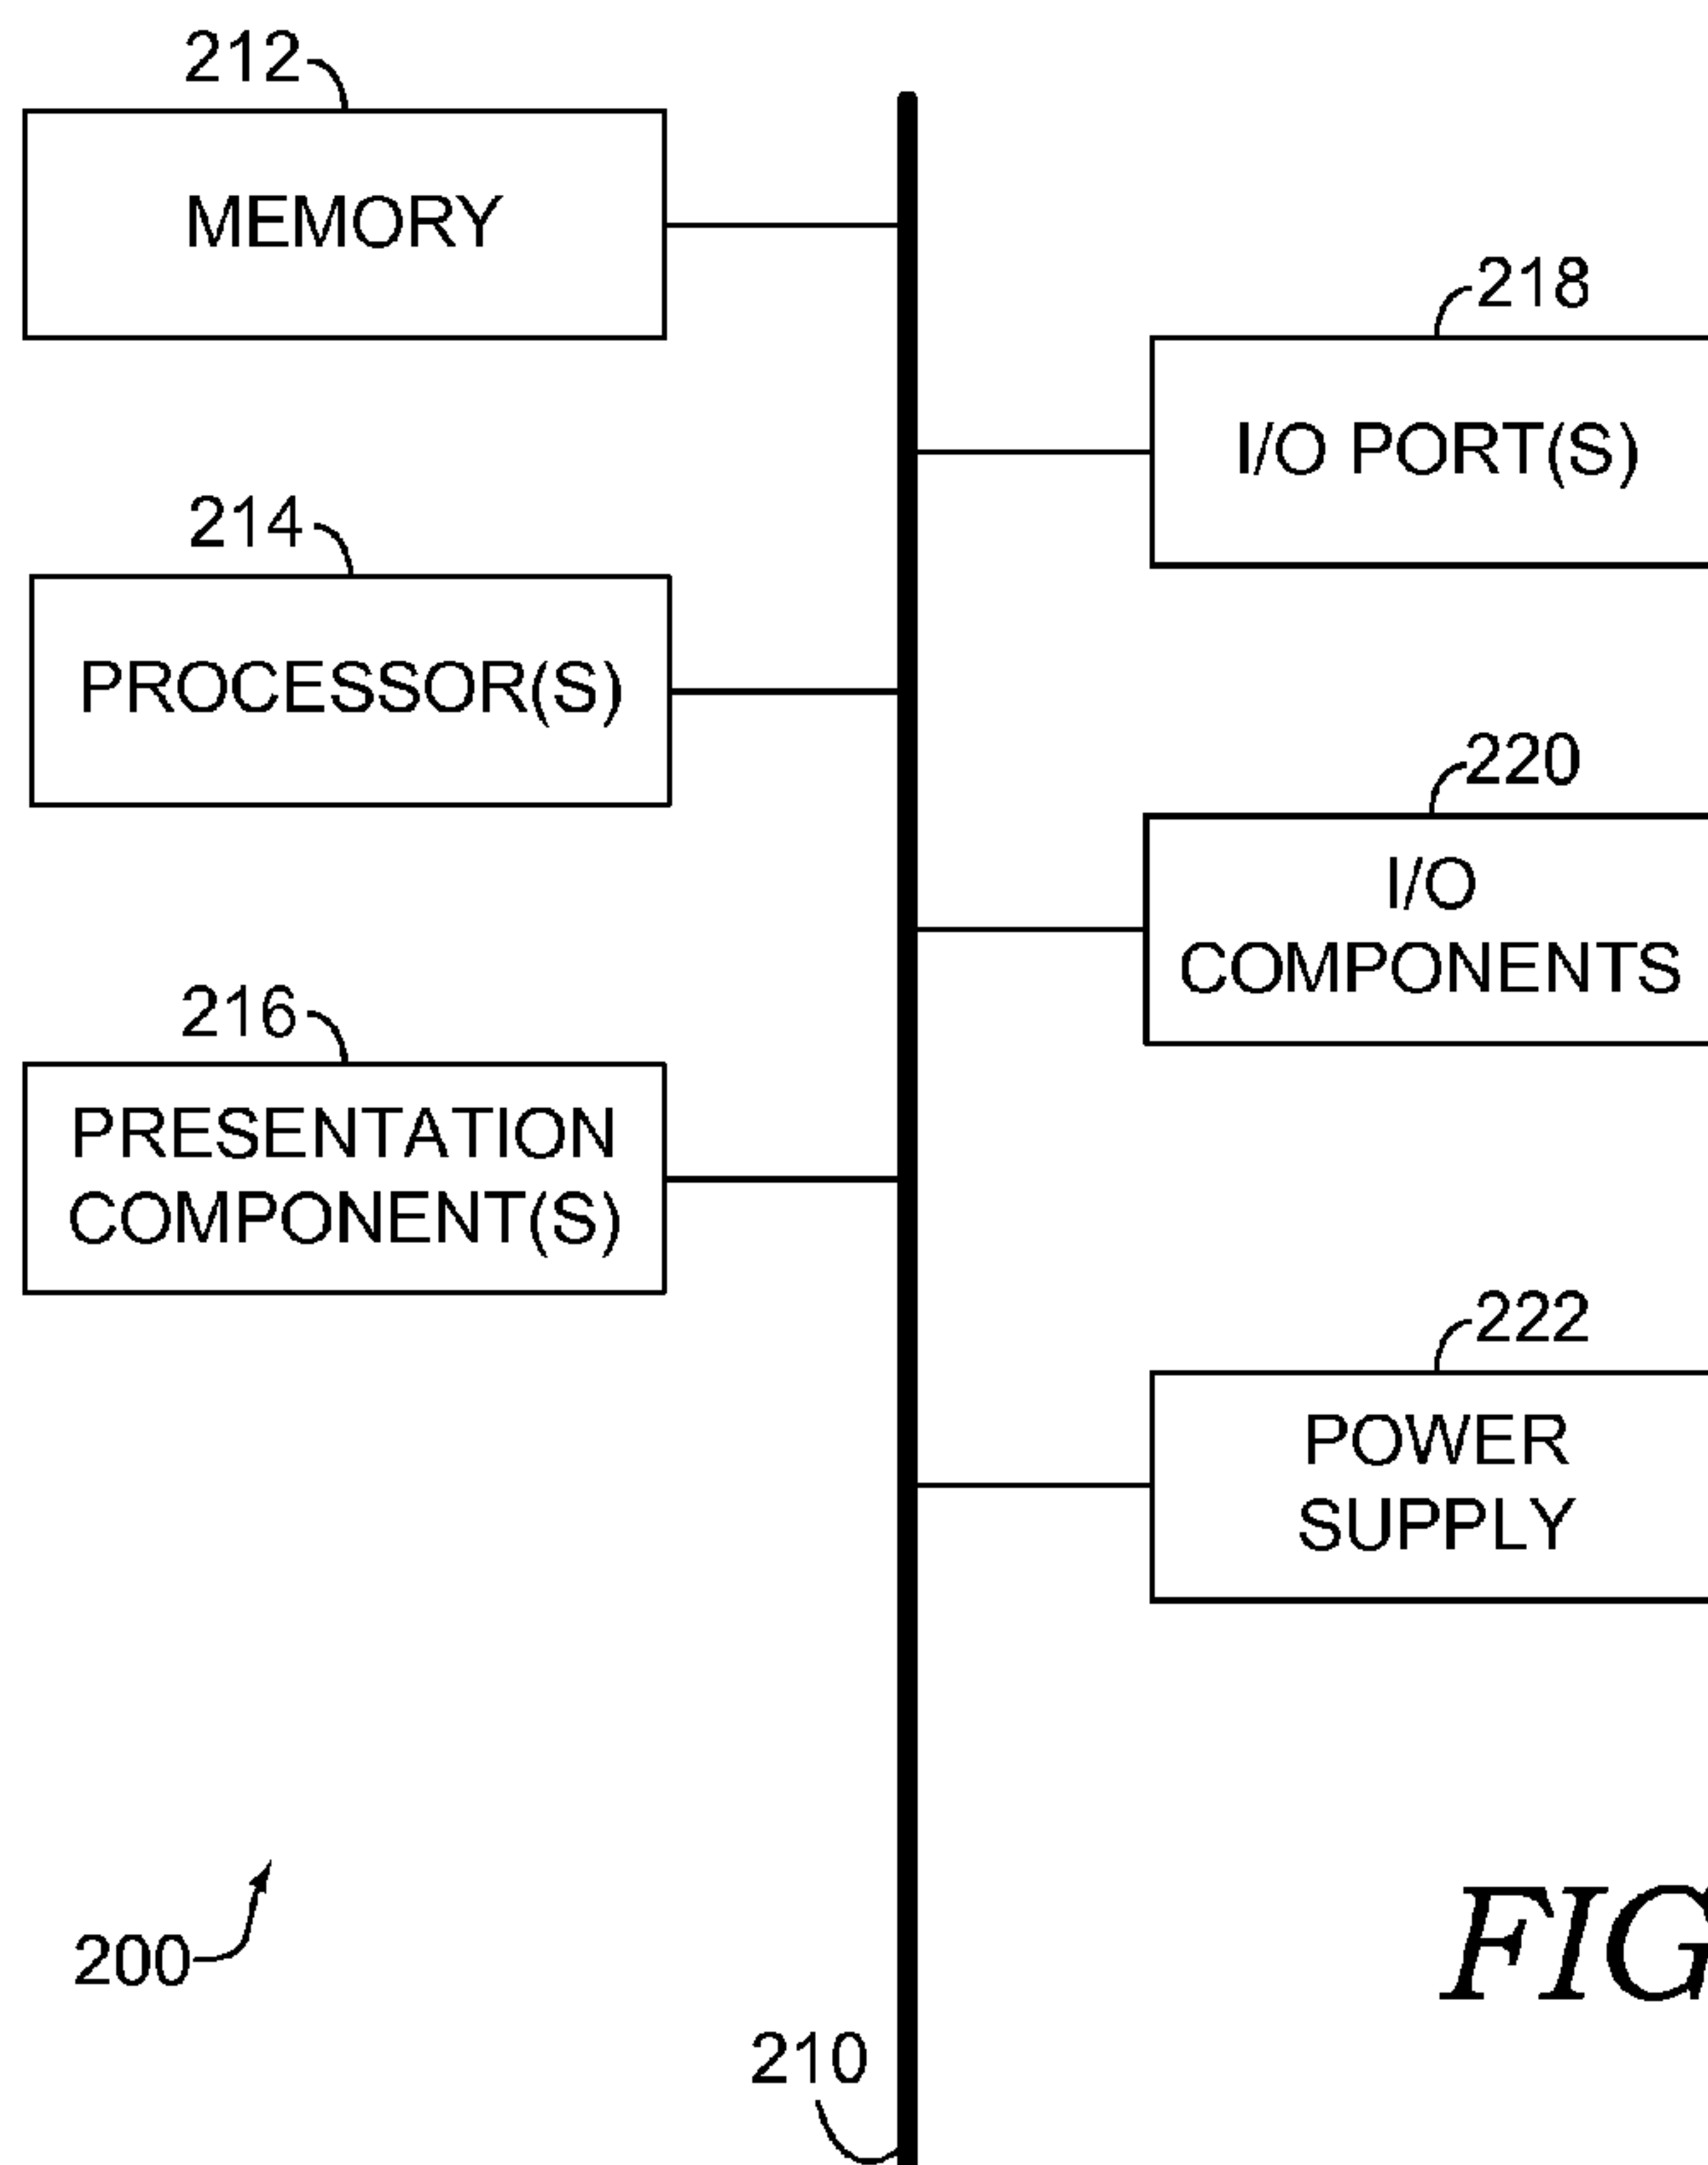 212
MEMORY
218
I/O PORT(S)
214
PROCESSOR(S)
220
I/O
COMPONENTS
216
PRESENTATION
COMPONENT(S)
222
POWER
SUPPLY
200
FIG
210